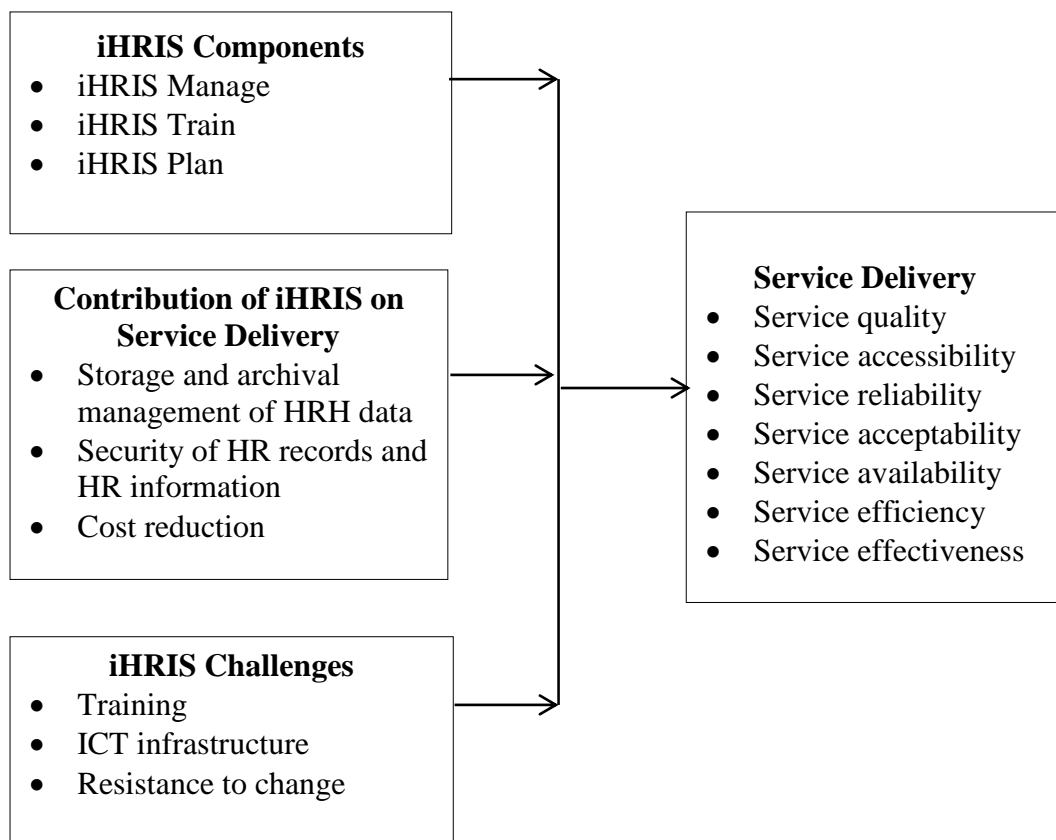 iHRIS Components
• iHRIS Manage
• iHRIS Train
• iHRIS Plan
Contribution of iHRIS on
Service Delivery
• Storage and archival
management of HRH data
• Security of HR records and
HR information
• Cost reduction
iHRIS Challenges
• Training
• ICT infrastructure
• Resistance to change
Service Delivery
• Service quality
• Service accessibility
• Service reliability
• Service acceptability
• Service availability
• Service efficiency
• Service effectiveness